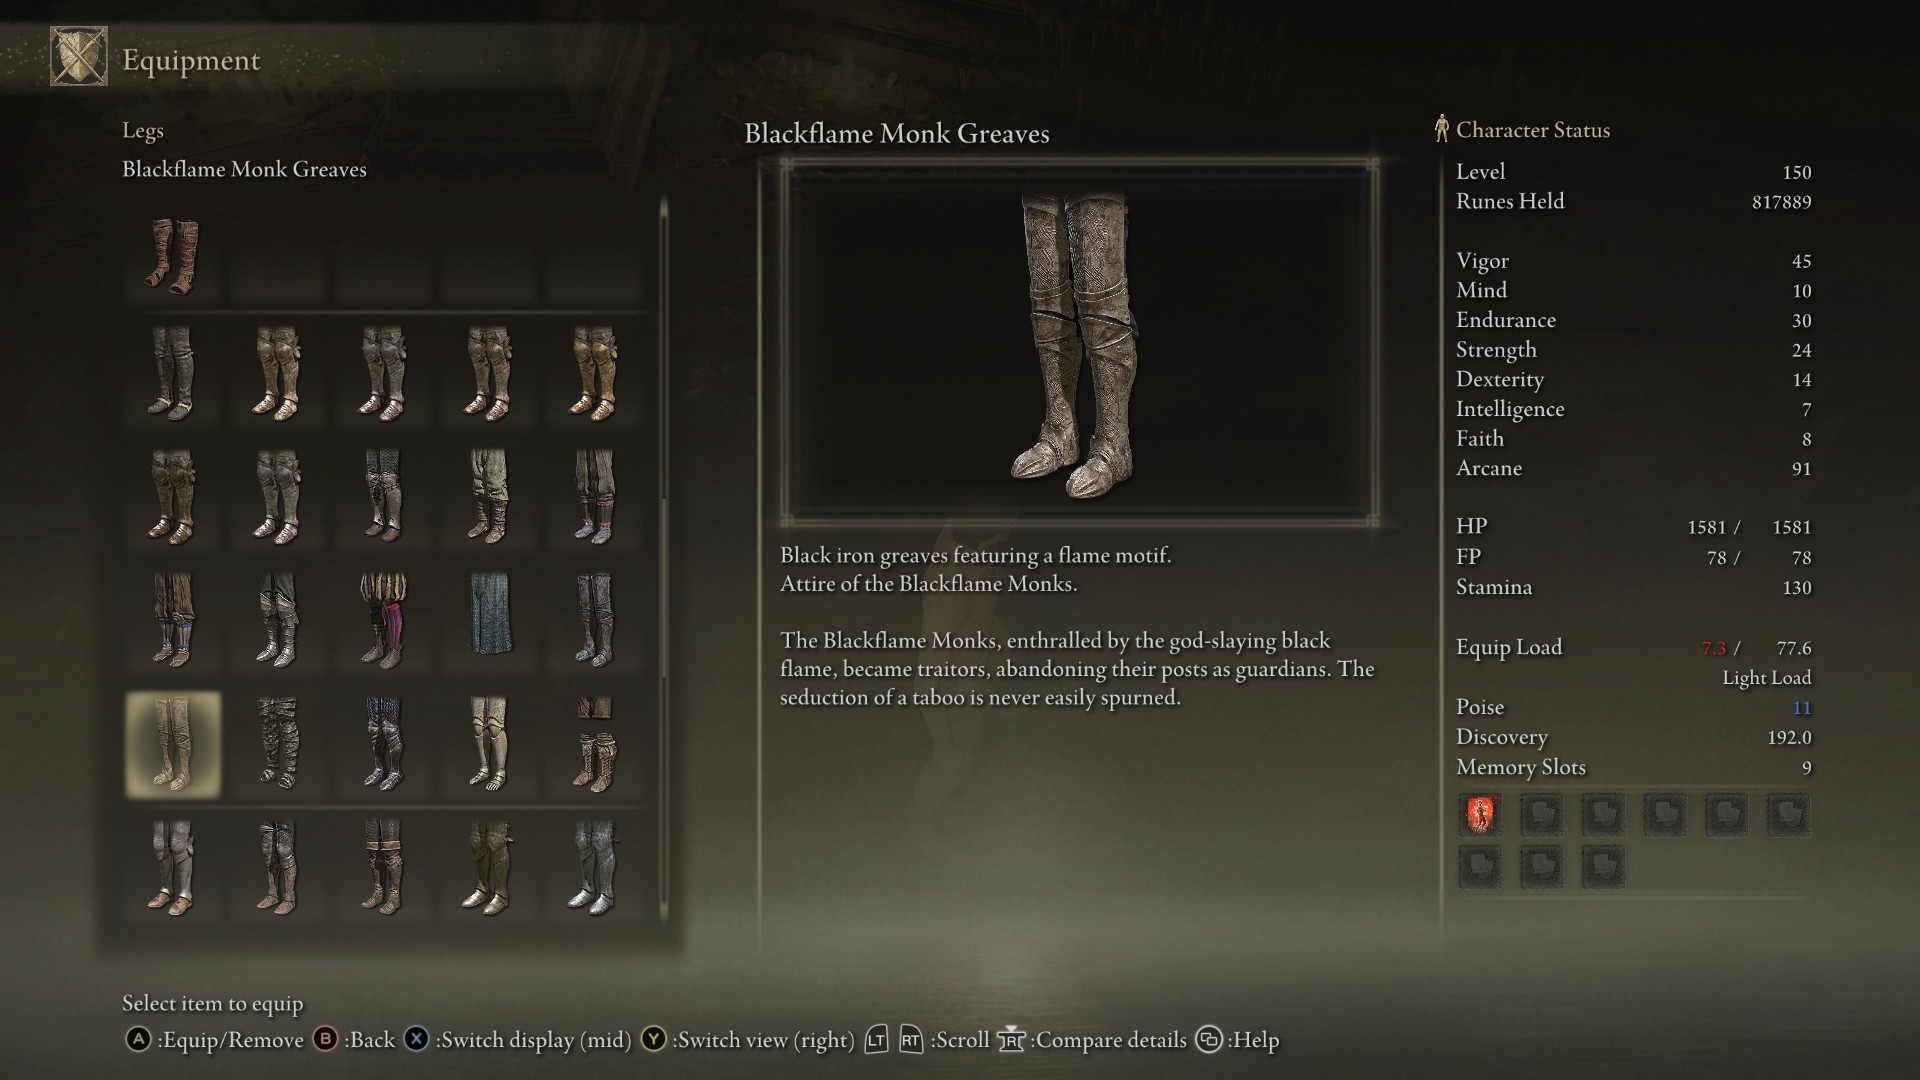 Equipment
Legs
Blackflame Monk Greaves
Blackflame Monk Greaves
Black iron greaves featuring a flame motif.
Attire of the Blackflame Monks.
The Blackflame Monks, enthralled by the god-slaying black
flame, became traitors, abandoning their posts as guardians. The
seduction of a taboo is never easily spurned.
Character Status
Level 150
Runes Held 817889
Vigor 45
Mind 10
Endurance 30
Strength 24
Dexterity 14
Intelligence 7
Faith 8
Arcane 91
HP 1581 / 1581
FP 78 / 78
Stamina 130
Equip Load 7.3 / 77.6
Light Load
Poise 11
Discovery 192.0
Memory Slots 9
Select item to equip
A :Equip/Remove B :Back X :Switch display (mid) Y :Switch view (right) LT RT :Scroll R :Compare details :Help